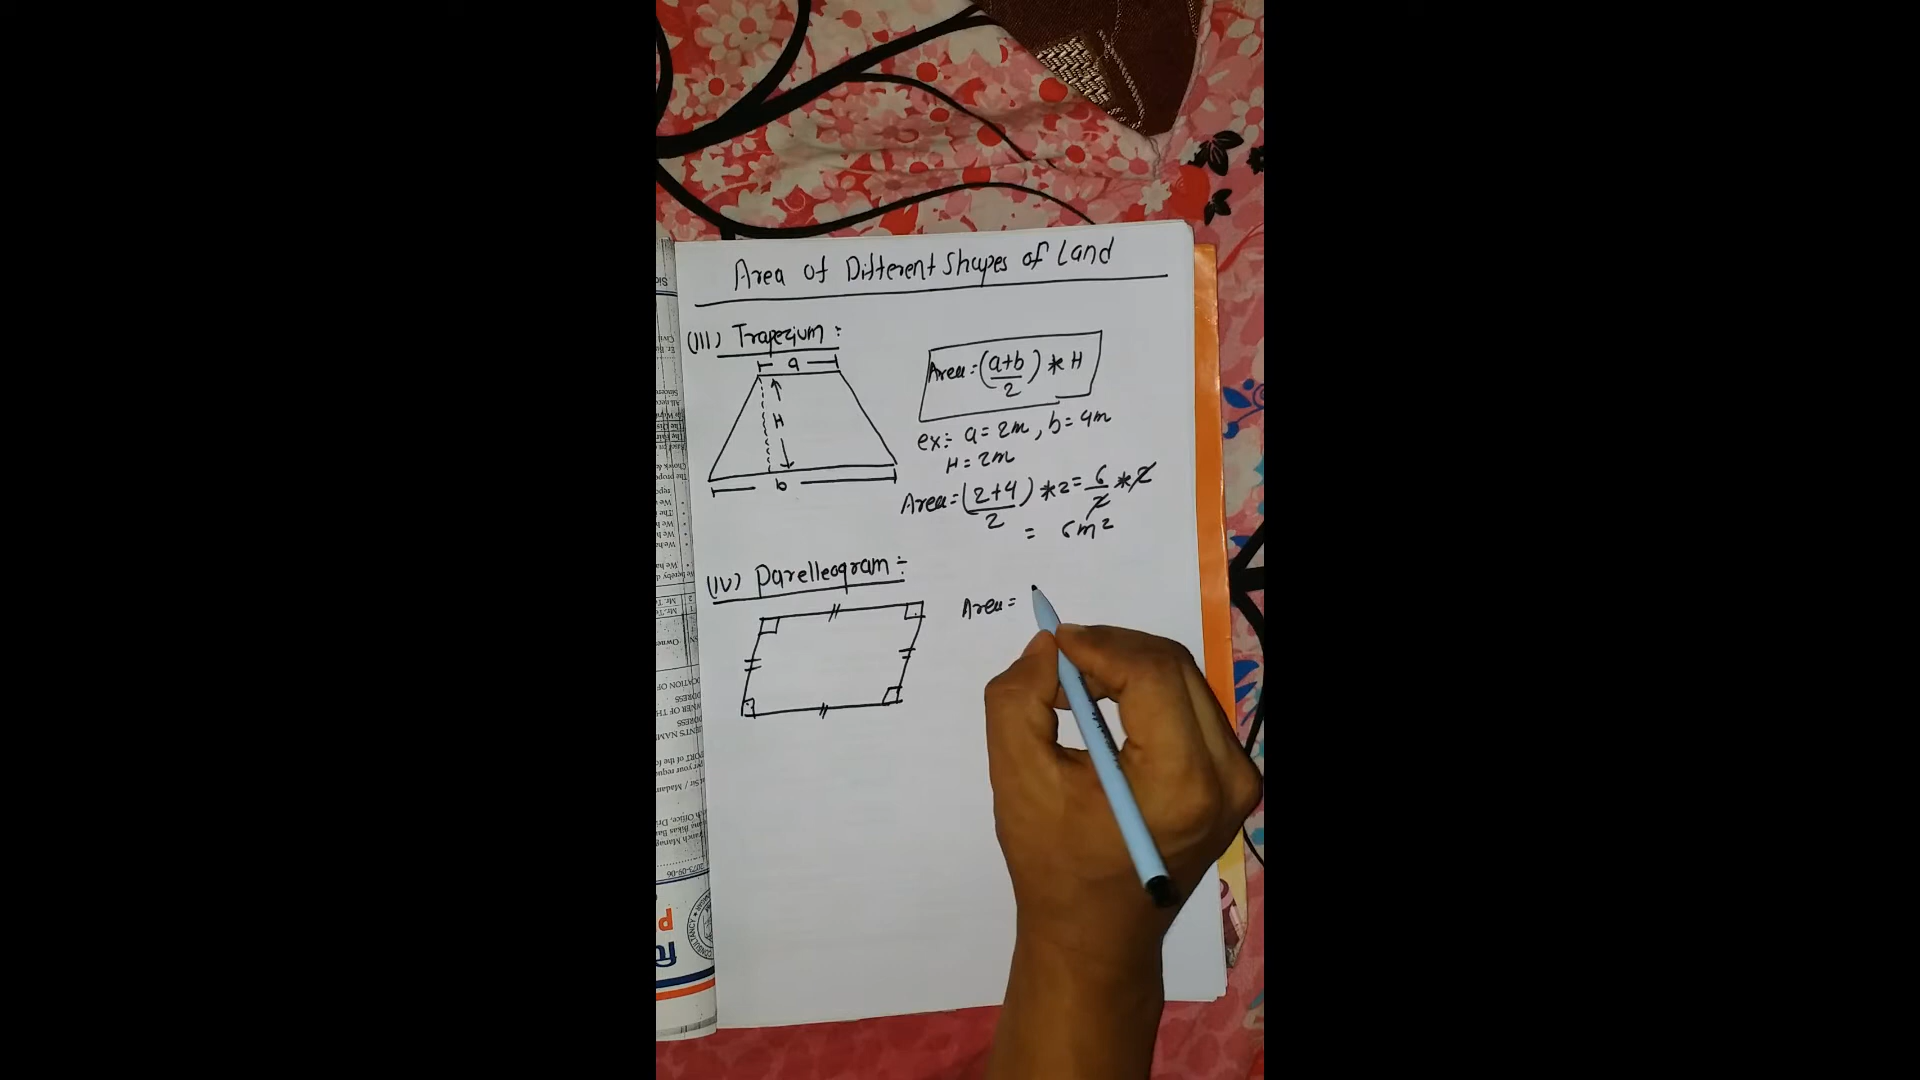 Area of Different Shapes of Land
(III) Trapezium :
a
H
b
Area = (a+b/2) * H
ex:- a = 2m, b = 4m
H = 2m
Area = (2+4/2) * 2 = 6/2 * 2
= 6m²
(IV) Parelleogram :-
Area =